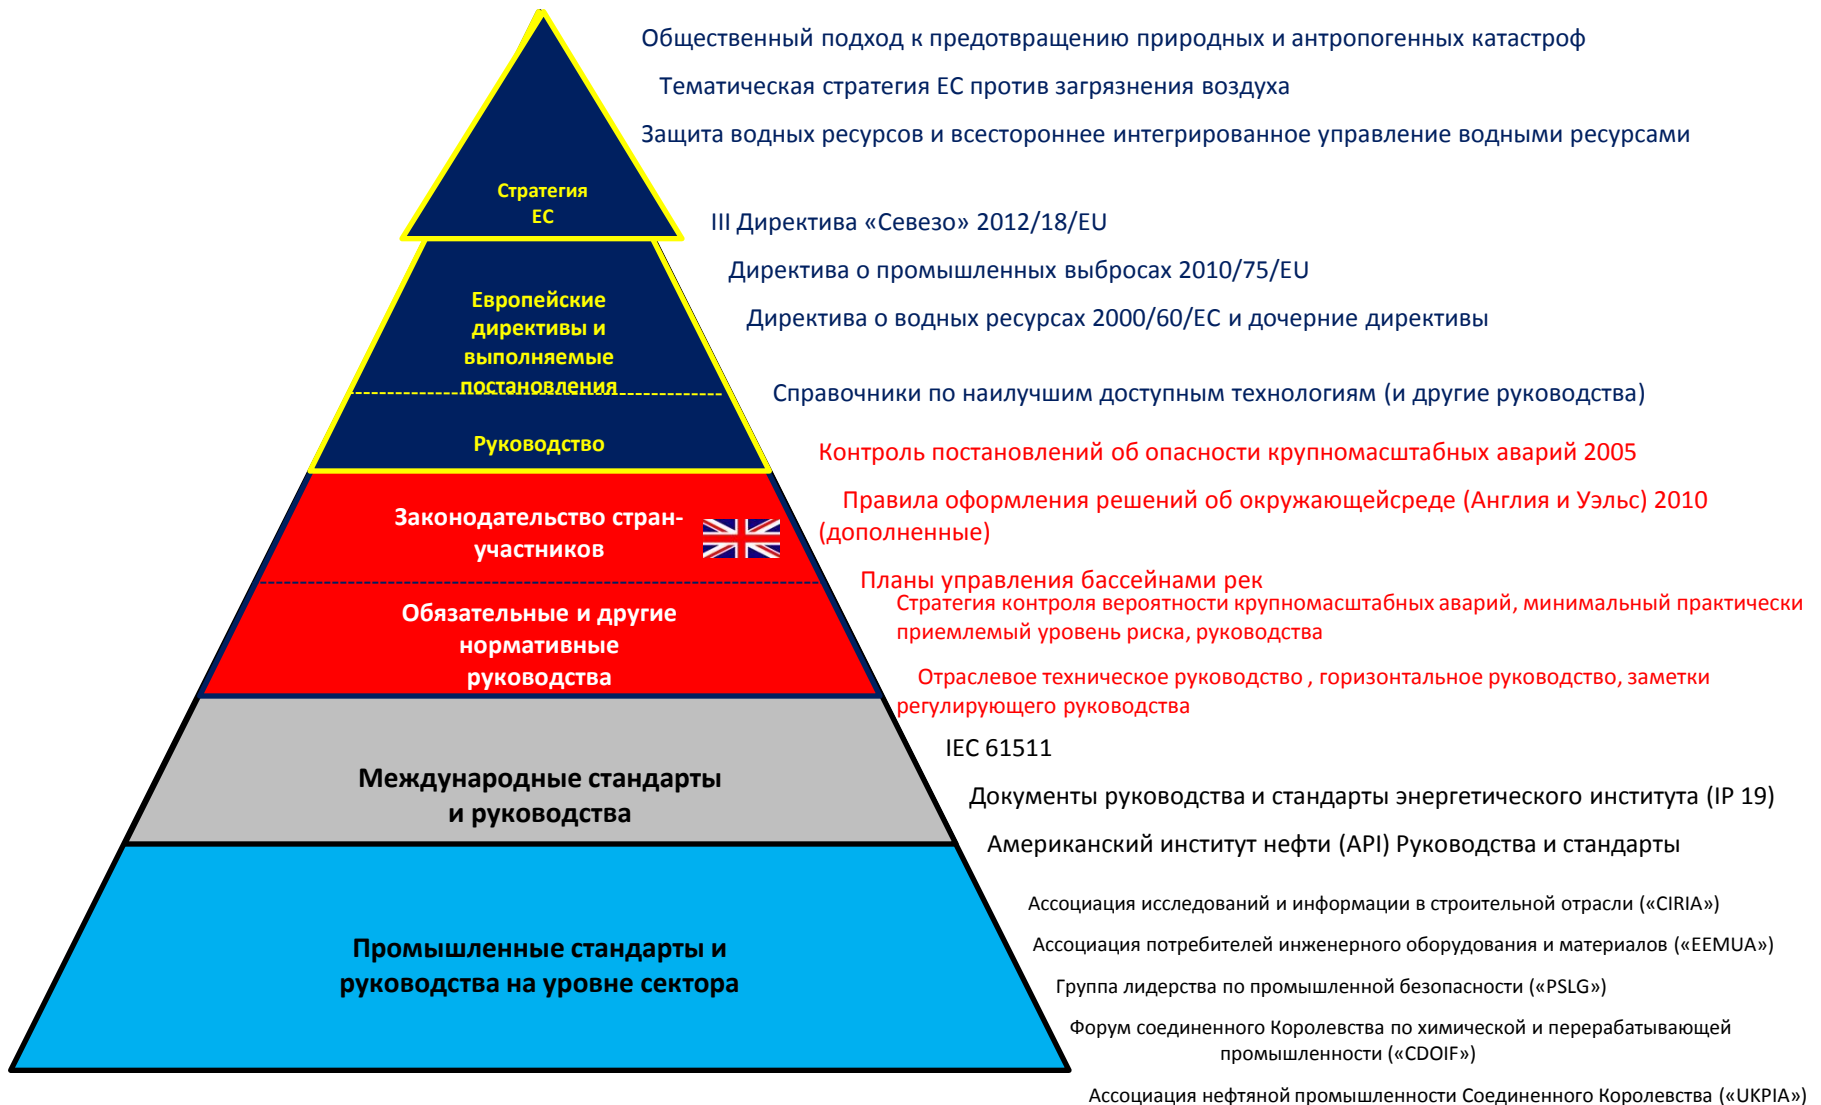 Общественный подход к предотвращению природных и антропогенных катастроф
Тематическая стратегия ЕС против загрязнения воздуха
Защита водных ресурсов и всестороннее интегрированное управление водными ресурсами
Стратегия
ЕС
III Директива «Севезо» 2012/18/EU
Директива о промышленных выбросах 2010/75/EU
Директива о водных ресурсах 2000/60/EC и дочерние директивы
Европейские
директивы и
выполняемые
постановления
Справочники по наилучшим доступным технологиям (и другие руководства)
Руководство
Контроль постановлений об опасности крупномасштабных аварий 2005
Правила оформления решений об окружающейсреде (Англия и Уэльс) 2010
(дополненные)
Законодательство стран-
участников
Планы управления бассейнами рек
Стратегия контроля вероятности крупномасштабных аварий, минимальный практически
приемлемый уровень риска, руководства
Обязательные и другие
нормативные
руководства
Отраслевое техническое руководство , горизонтальное руководство, заметки
регулирующего руководства
IEC 61511
Документы руководства и стандарты энергетического института (IP 19)
Американский институт нефти (API) Руководства и стандарты
Международные стандарты
и руководства
Ассоциация исследований и информации в строительной отрасли («CIRIA»)
Ассоциация потребителей инженерного оборудования и материалов («EEMUA»)
Группа лидерства по промышленной безопасности («PSLG»)
Форум соединенного Королевства по химической и перерабатывающей
промышленности («CDOIF»)
Ассоциация нефтяной промышленности Соединенного Королевства («UKPIA»)
Промышленные стандарты и
руководства на уровне сектора